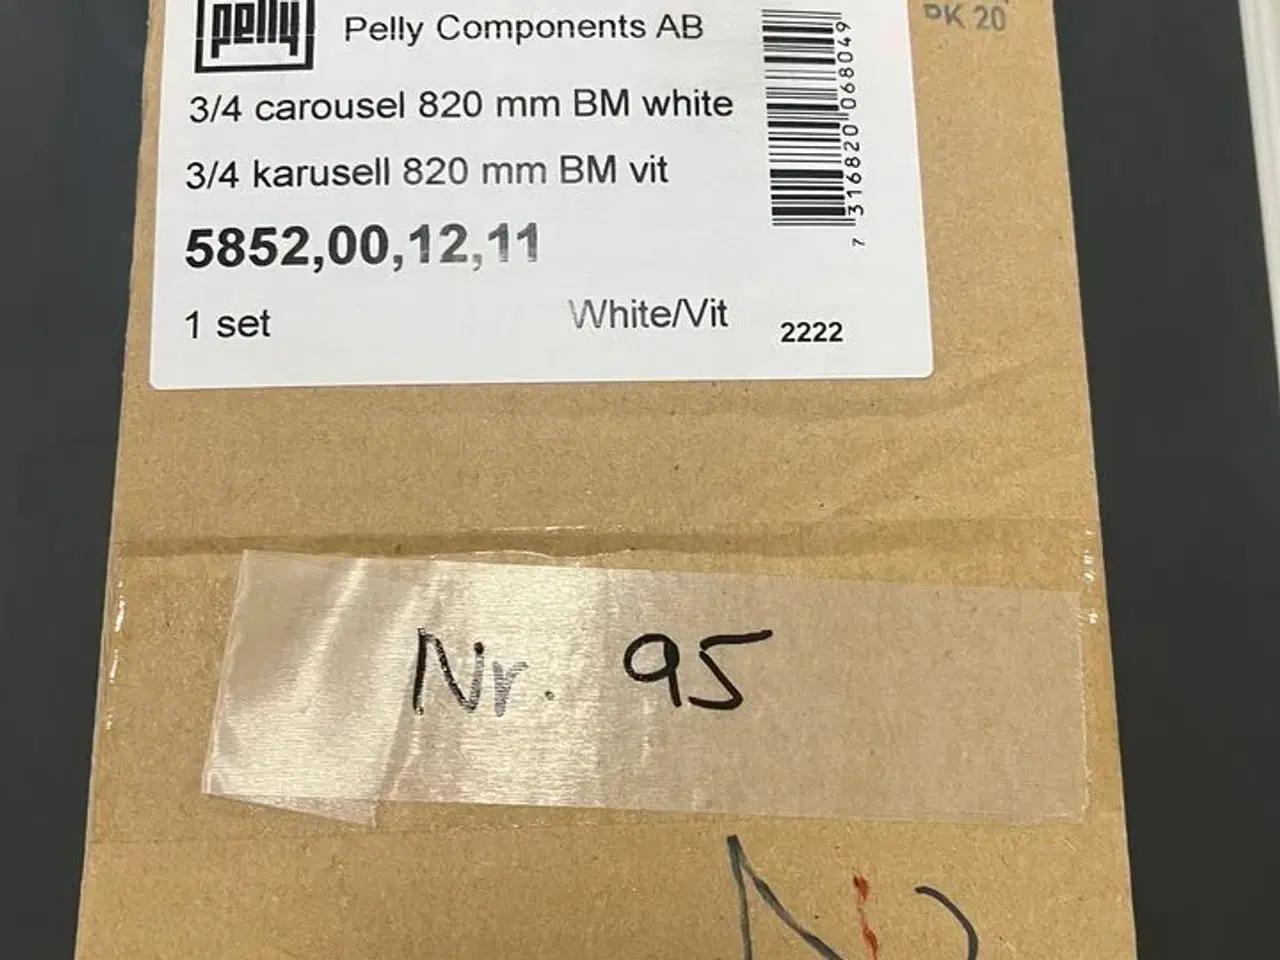 pelly
Pelly Components AB
3/4 carousel 820 mm BM white
3/4 karusell 820 mm BM vit
5852,00,12,11
1 set
White/Vit
2222
7 316820 068049
PK 20
Nr. 95